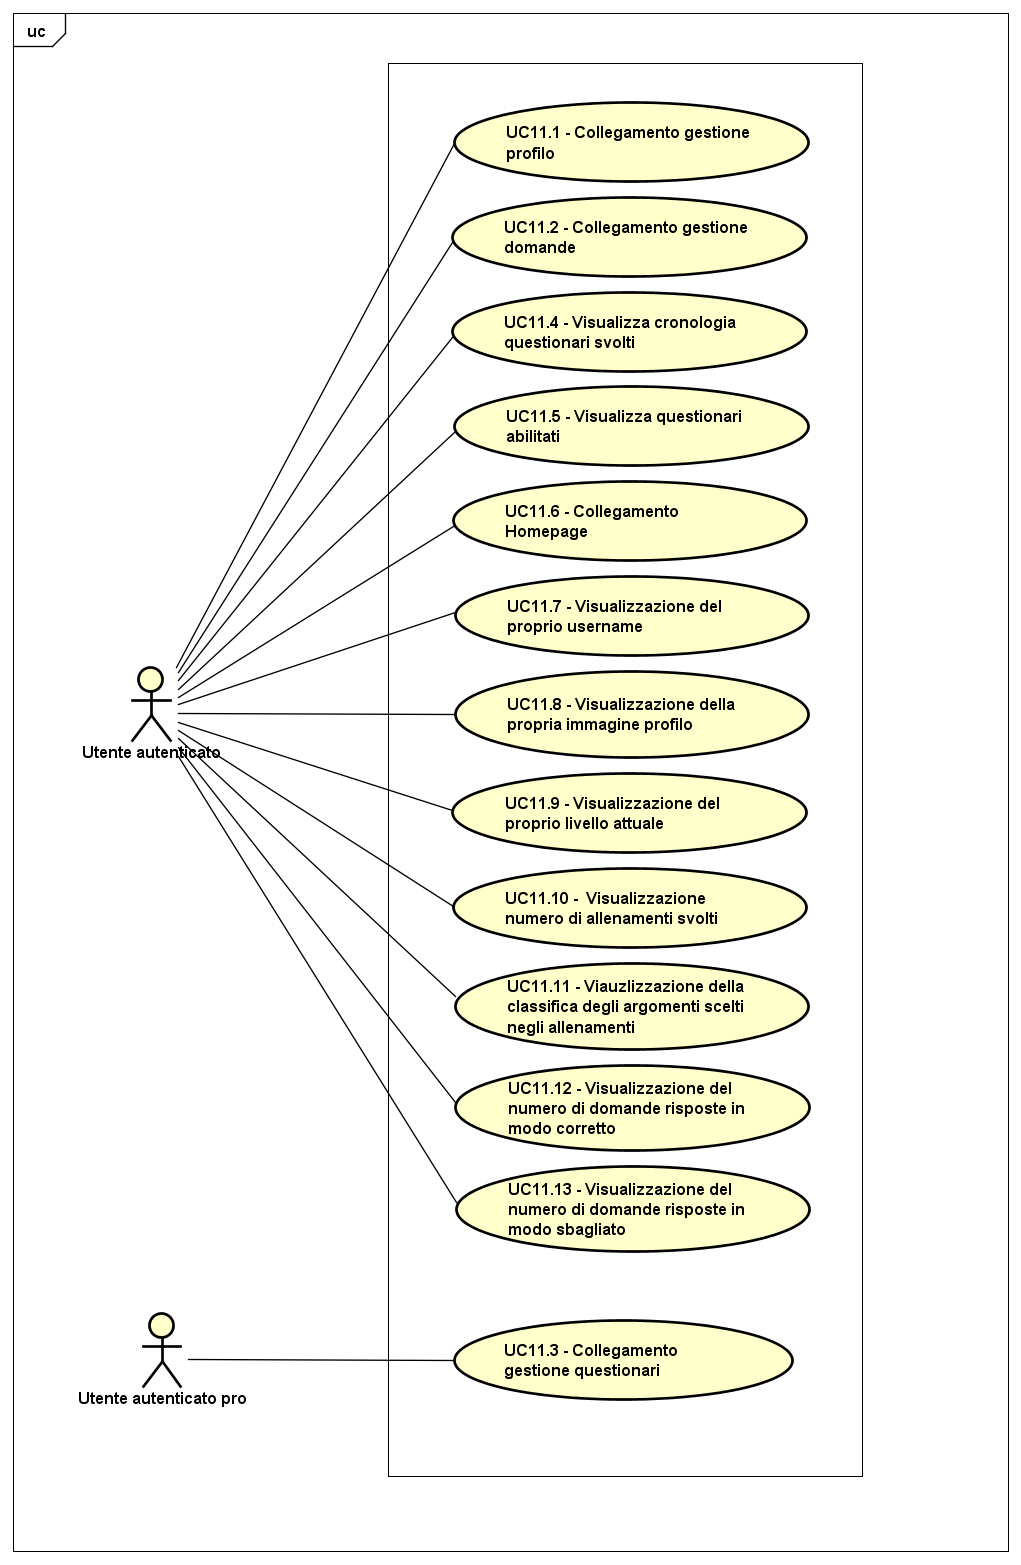 uc
UC11.1 - Collegamento gestione
profilo
UC11.2 - Collegamento gestione
domande
UC11.4 - Visualizza cronologia
questionari svolti
UC11.5 - Visualizza questionari
abilitati
UC11.6 - Collegamento
Homepage
UC11.7 - Visualizzazione del
proprio username
UC11.8 - Visualizzazione della
propria immagine profilo
Utente autenticato
UC11.9 - Visualizzazione del
proprio livello attuale
UC11.10 -  Visualizzazione
numero di allenamenti svolti
UC11.11 - Viauzlizzazione della
classifica degli argomenti scelti
negli allenamenti
UC11.12 - Visualizzazione del
numero di domande risposte in
modo corretto
UC11.13 - Visualizzazione del
numero di domande risposte in
modo sbagliato
UC11.3 - Collegamento
gestione questionari
Utente autenticato pro